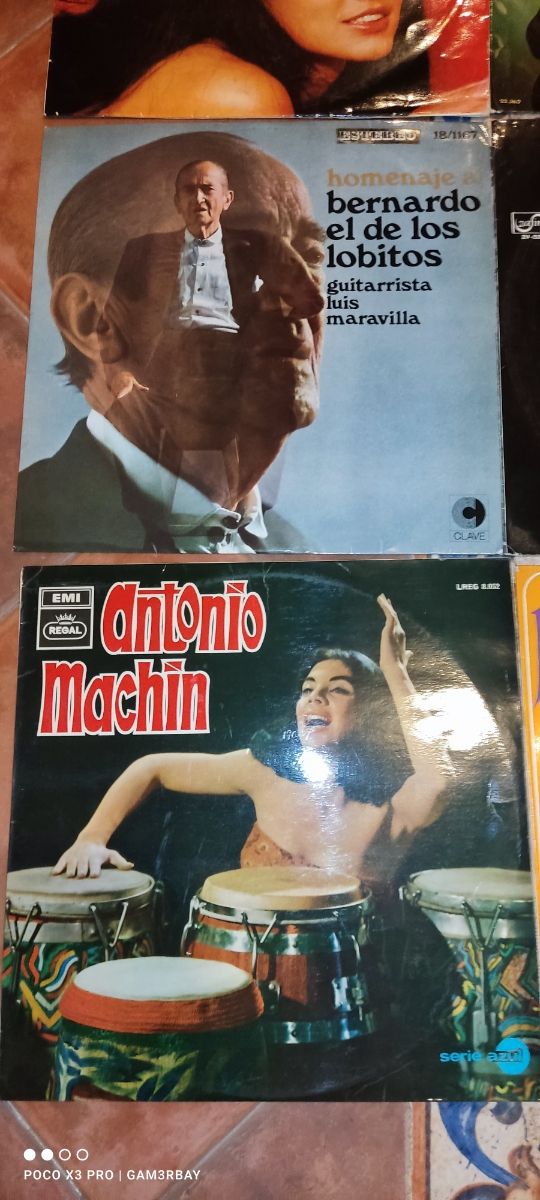 ESTEREO 18/1167
homenaje a
bernardo
el de los
lobitos
guitarrista
luis
maravilla
CLAVE
EMI
REGAL
antonio
machin
LREG 8.052
serie azul
POCO X3 PRO | GAM3RBAY